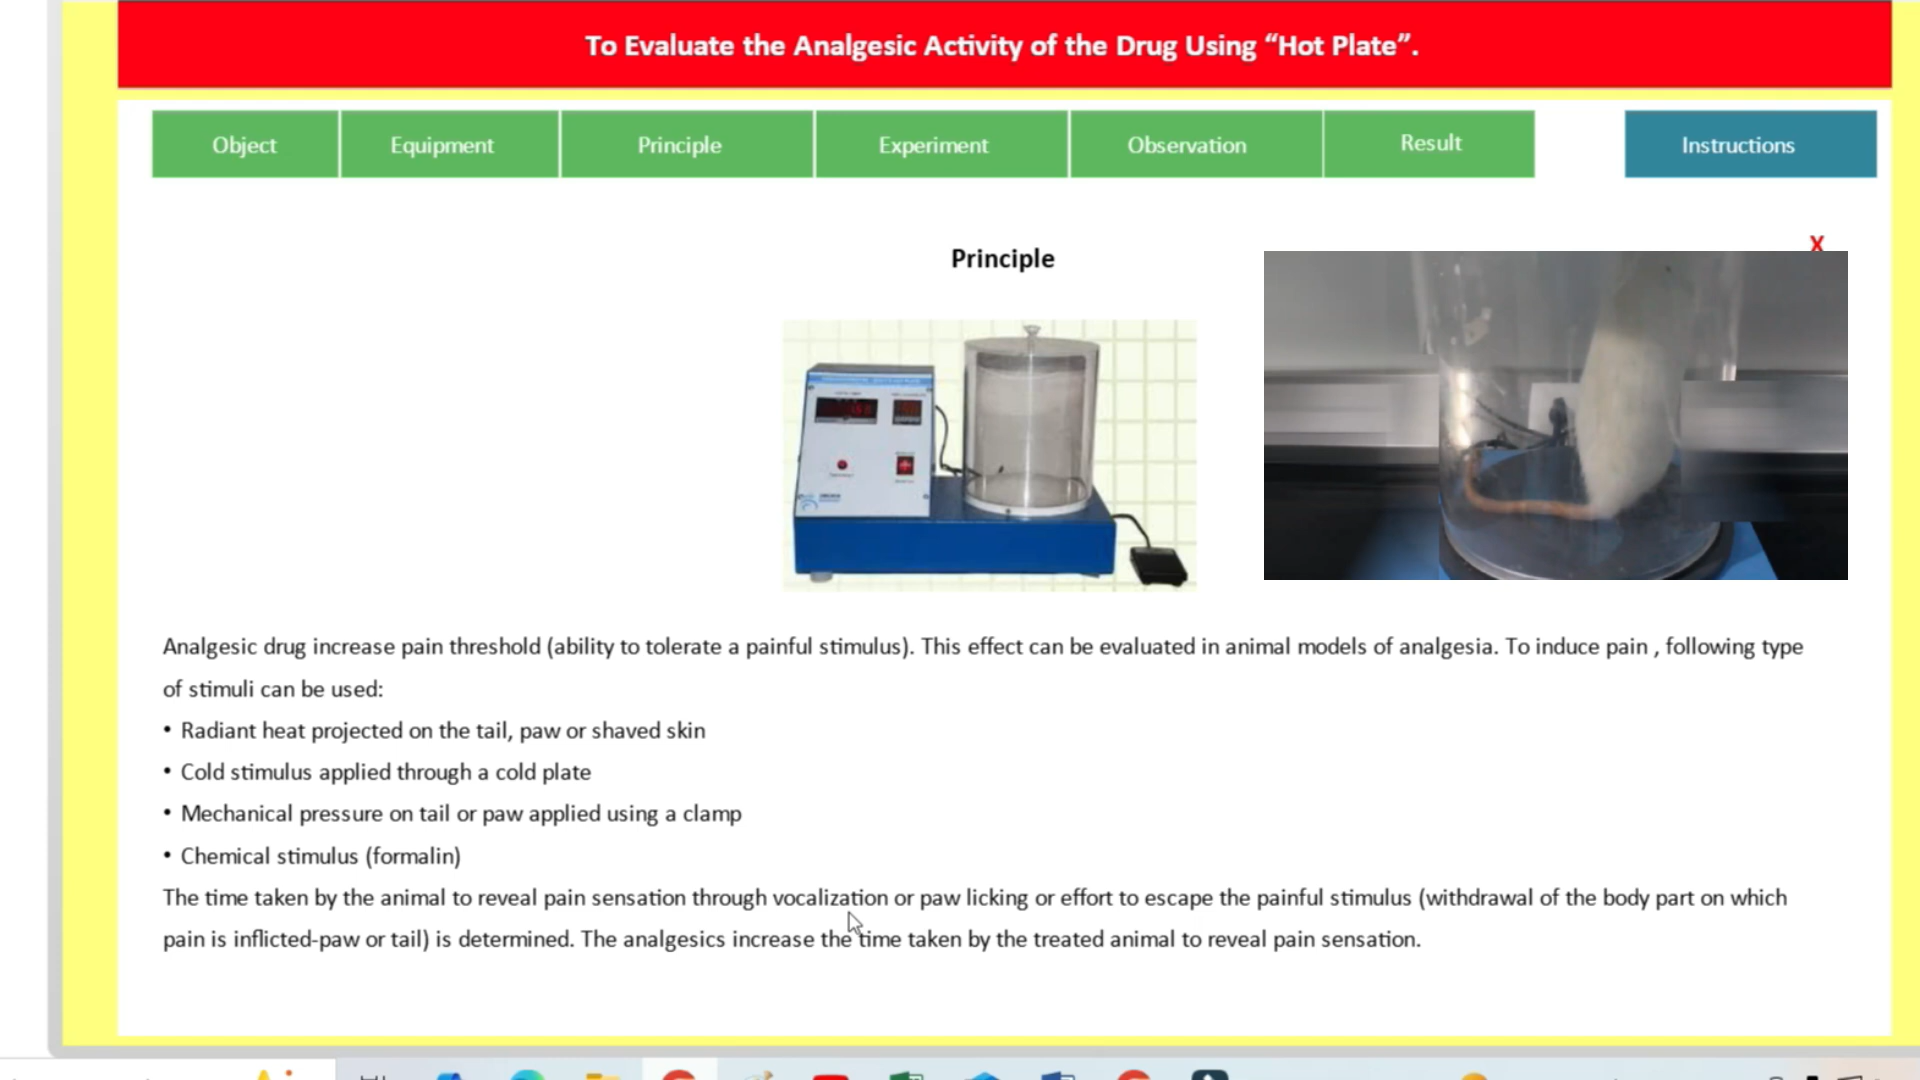 To Evaluate the Analgesic Activity of the Drug Using “Hot Plate”.
Object
Equipment
Principle
Experiment
Observation
Result
Instructions
Principle
X
Analgesic drug increase pain threshold (ability to tolerate a painful stimulus). This effect can be evaluated in animal models of analgesia. To induce pain , following type
of stimuli can be used:
• Radiant heat projected on the tail, paw or shaved skin
• Cold stimulus applied through a cold plate
• Mechanical pressure on tail or paw applied using a clamp
• Chemical stimulus (formalin)
The time taken by the animal to reveal pain sensation through vocalization or paw licking or effort to escape the painful stimulus (withdrawal of the body part on which
pain is inflicted-paw or tail) is determined. The analgesics increase the time taken by the treated animal to reveal pain sensation.